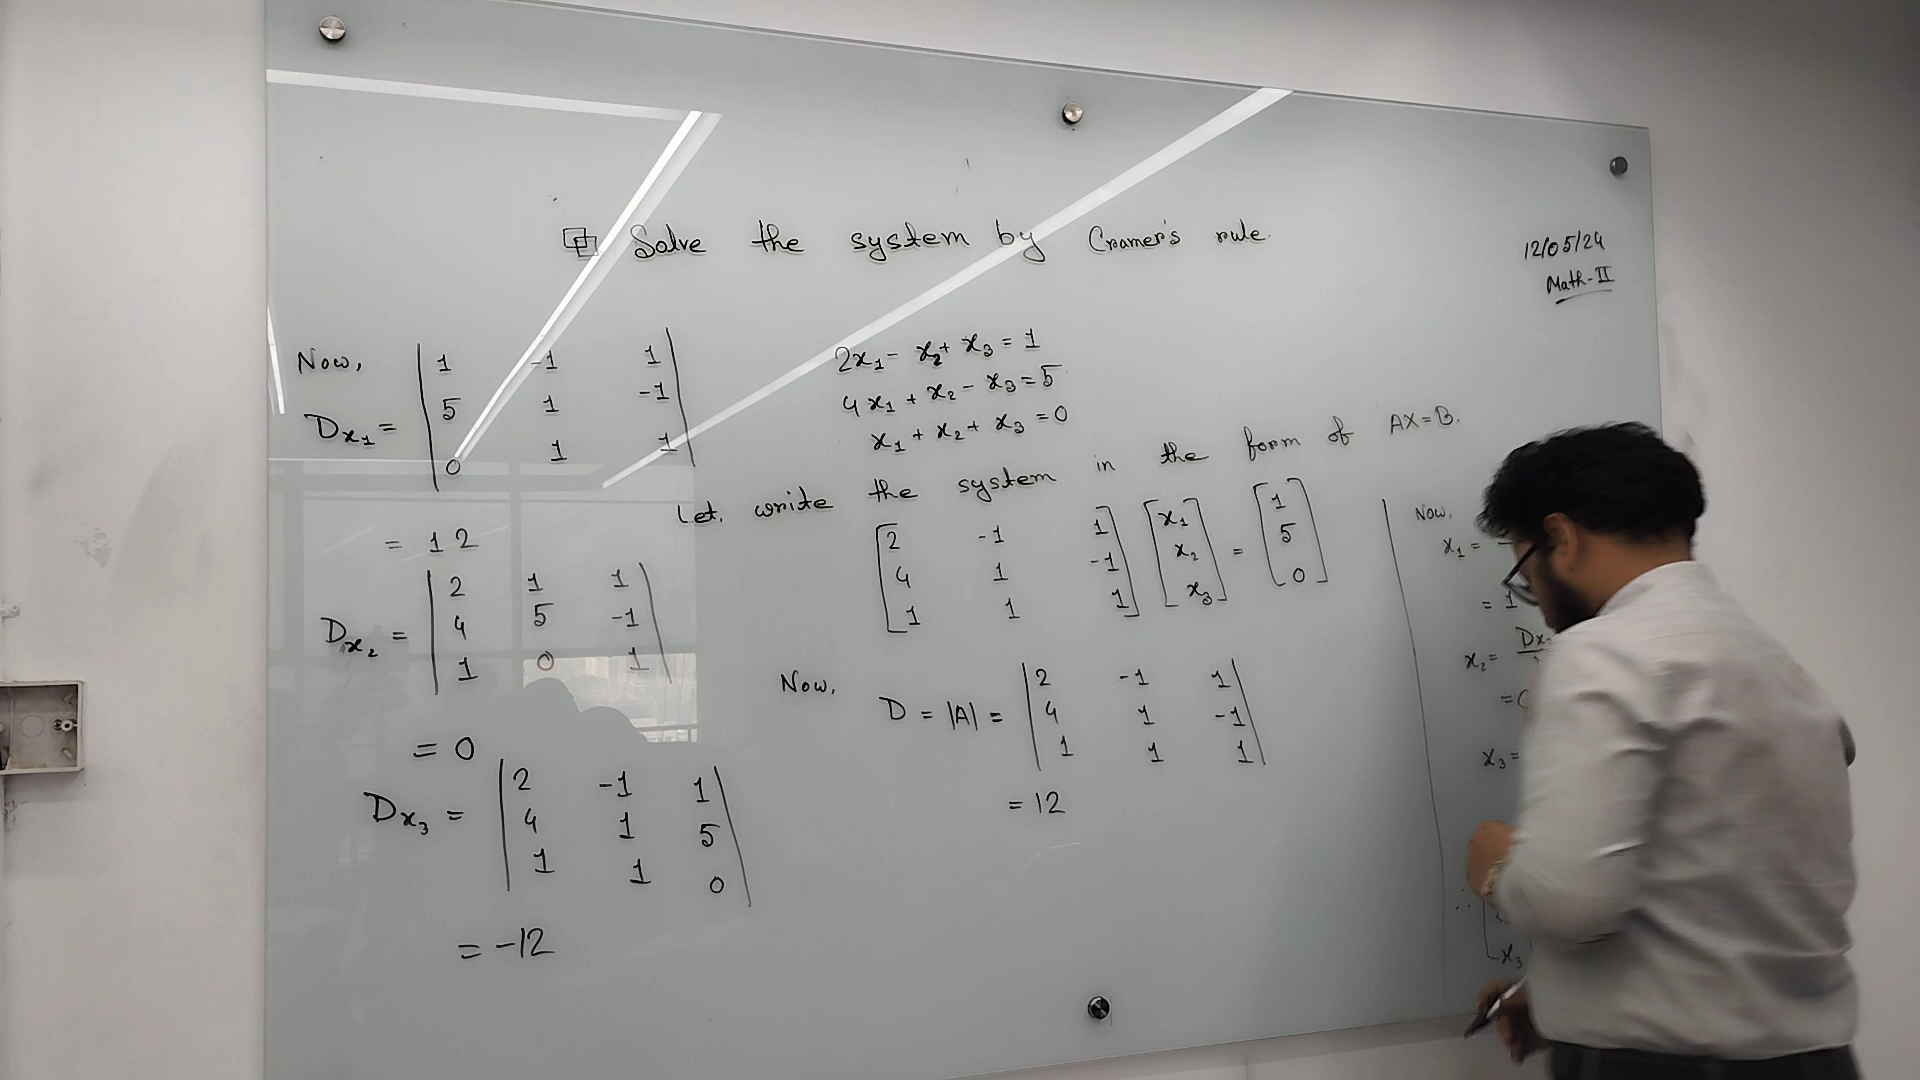 Solve the system by Cramer's rule.
12/05/24
Math-II
2x₁ - x₂ + x₃ = 1
4x₁ + x₂ - x₃ = 5
x₁ + x₂ + x₃ = 0
Let, write the system in the form of AX=B.
[2 -1 1] [x₁] [1]
[4 1 -1] [x₂] = [5]
[1 1 1] [x₃] [0]
Now,
D = |A| =
|2 -1 1|
|4 1 -1|
|1 1 1|
= 12
Now,
Dx₁ =
|1 -1 1|
|5 1 -1|
|0 1 1|
= 12
Dx₂ =
|2 1 1|
|4 5 -1|
|1 0 1|
= 0
Dx₃ =
|2 -1 1|
|4 1 5|
|1 1 0|
= -12
Now,
x₁ =
= 1
x₂ =
=
x₃ =
∴
x₃